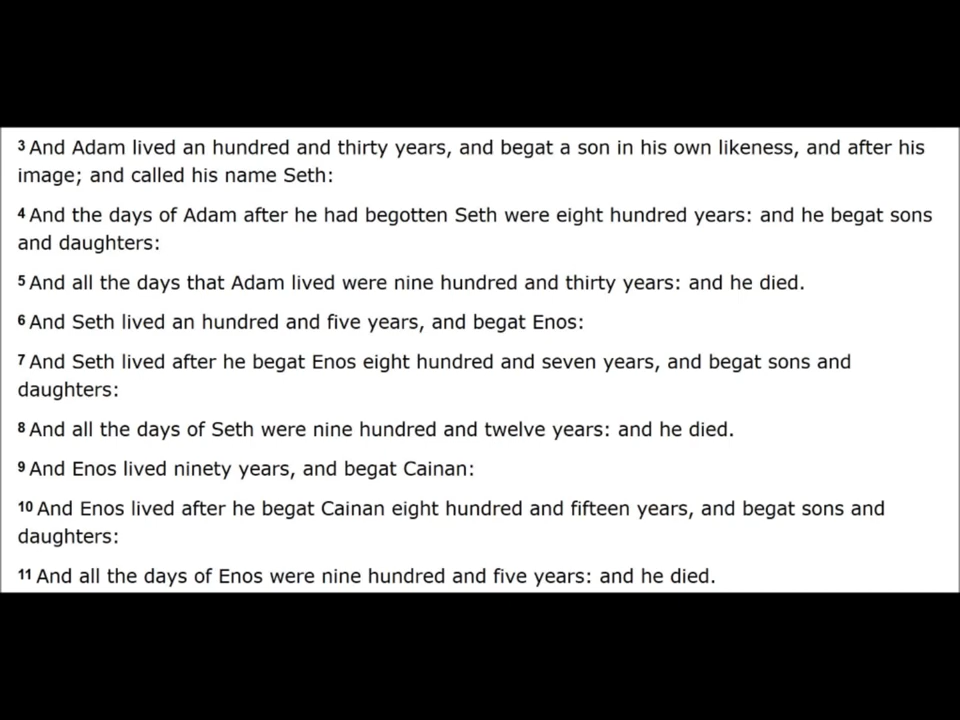 3 And Adam lived an hundred and thirty years, and begat a son in his own likeness, and after his
image; and called his name Seth:
4 And the days of Adam after he had begotten Seth were eight hundred years: and he begat sons
and daughters:
5 And all the days that Adam lived were nine hundred and thirty years: and he died.
6 And Seth lived an hundred and five years, and begat Enos:
7 And Seth lived after he begat Enos eight hundred and seven years, and begat sons and
daughters:
8 And all the days of Seth were nine hundred and twelve years: and he died.
9 And Enos lived ninety years, and begat Cainan:
10 And Enos lived after he begat Cainan eight hundred and fifteen years, and begat sons and
daughters:
11 And all the days of Enos were nine hundred and five years: and he died.